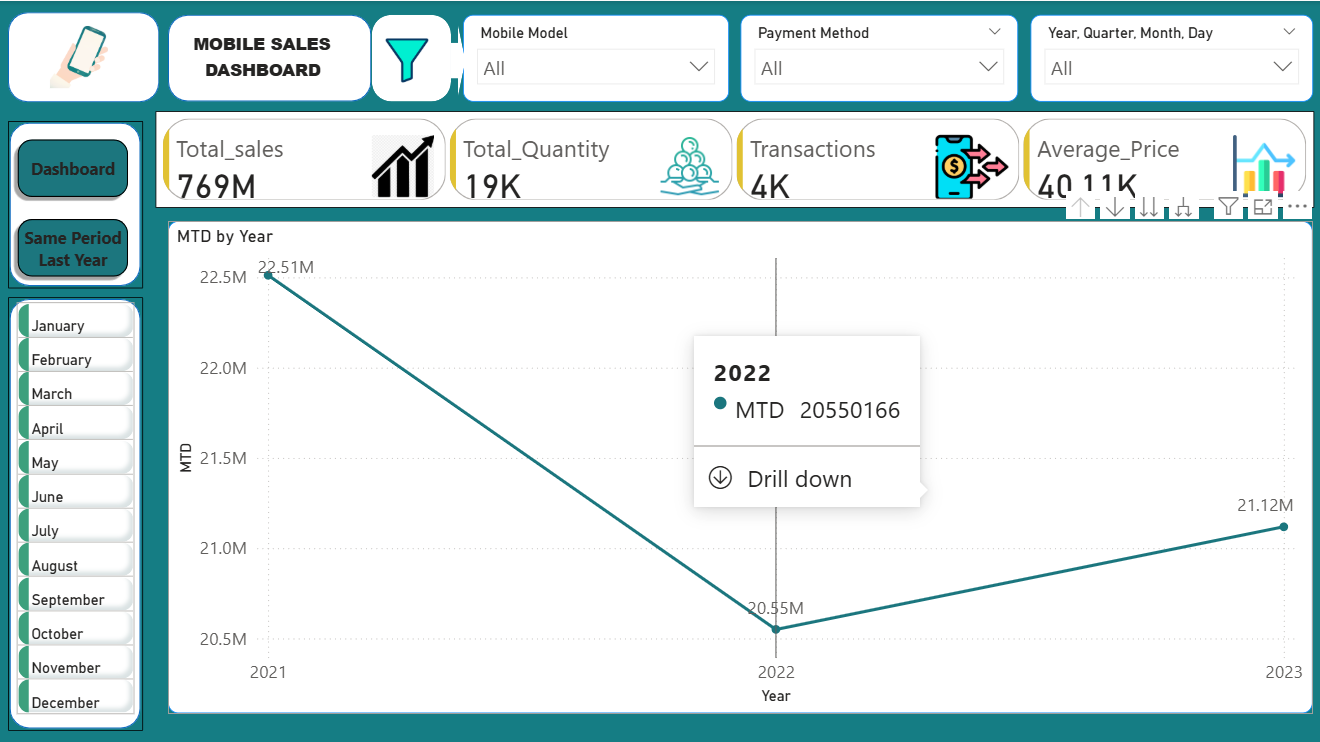 MOBILE SALES
DASHBOARD
Mobile Model
All
Payment Method
All
Year, Quarter, Month, Day
All
Dashboard
Same Period
Last Year
January
February
March
April
May
June
July
August
September
October
November
December
Total_sales
769M
Total_Quantity
19K
Transactions
4K
$
Average_Price
40.11K
MTD by Year
MTD
22.5M
22.0M
21.5M
21.0M
20.5M
22.51M
20.55M
21.12M
2022
MTD 20550166
Drill down
2021
2022
2023
Year